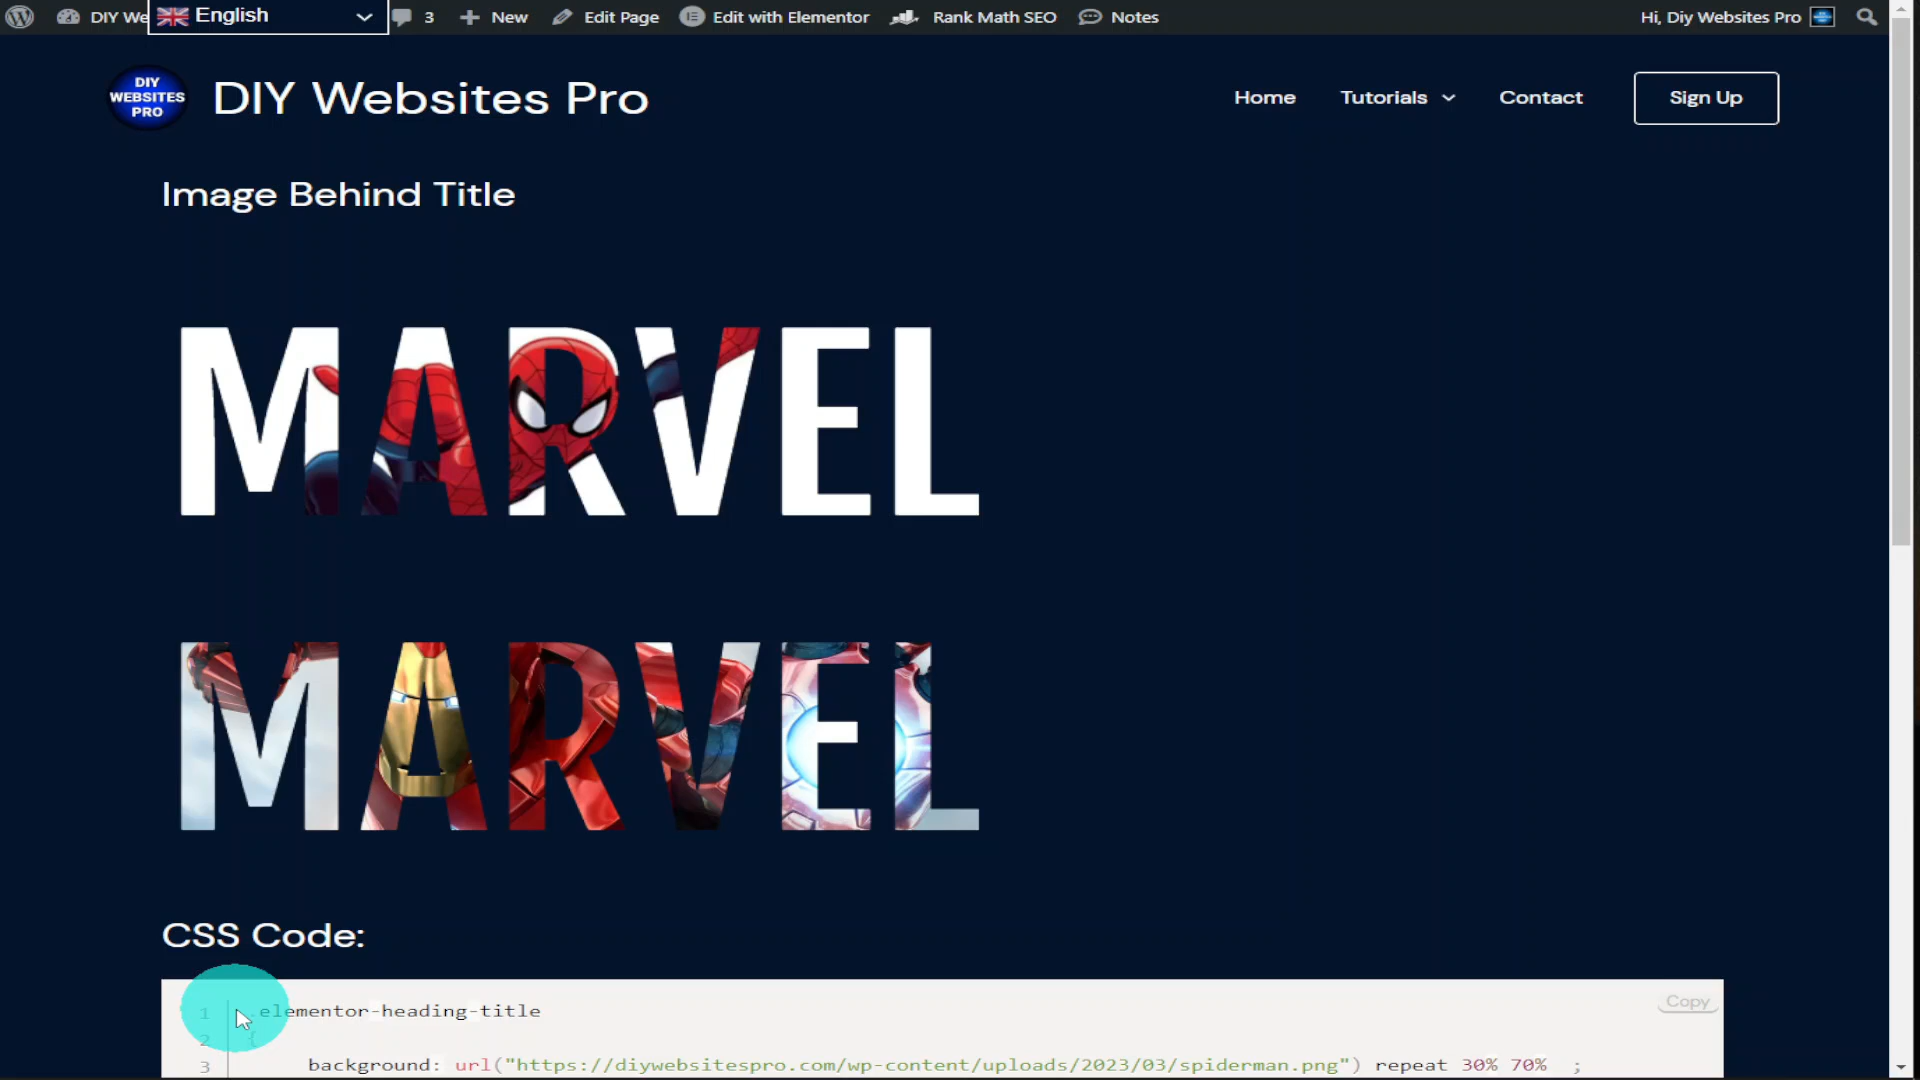 DIY We English 3 New Edit Page Edit with Elementor Rank Math SEO Notes Hi, Diy Websites Pro
DIY
WEBSITES
PRO
DIY Websites Pro
Home Tutorials Contact Sign Up
Image Behind Title
MARVEL
MARVEL
CSS Code:
Copy
1 .elementor-heading-title
2 {
3 background: url("https://diywebsitespro.com/wp-content/uploads/2023/03/spiderman.png") repeat 30% 70% ;